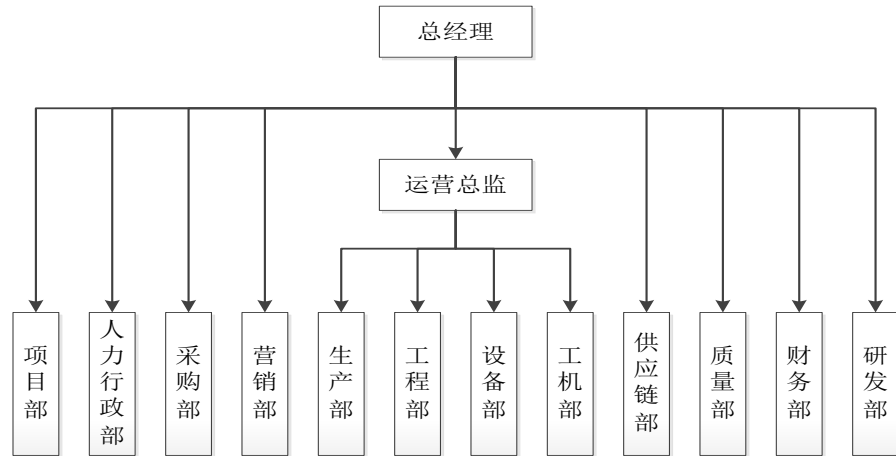 总经理
运营总监
项目部
人力行政部
采购部
营销部
生产部
工程部
设备部
工机部
供应链部
质量部
财务部
研发部